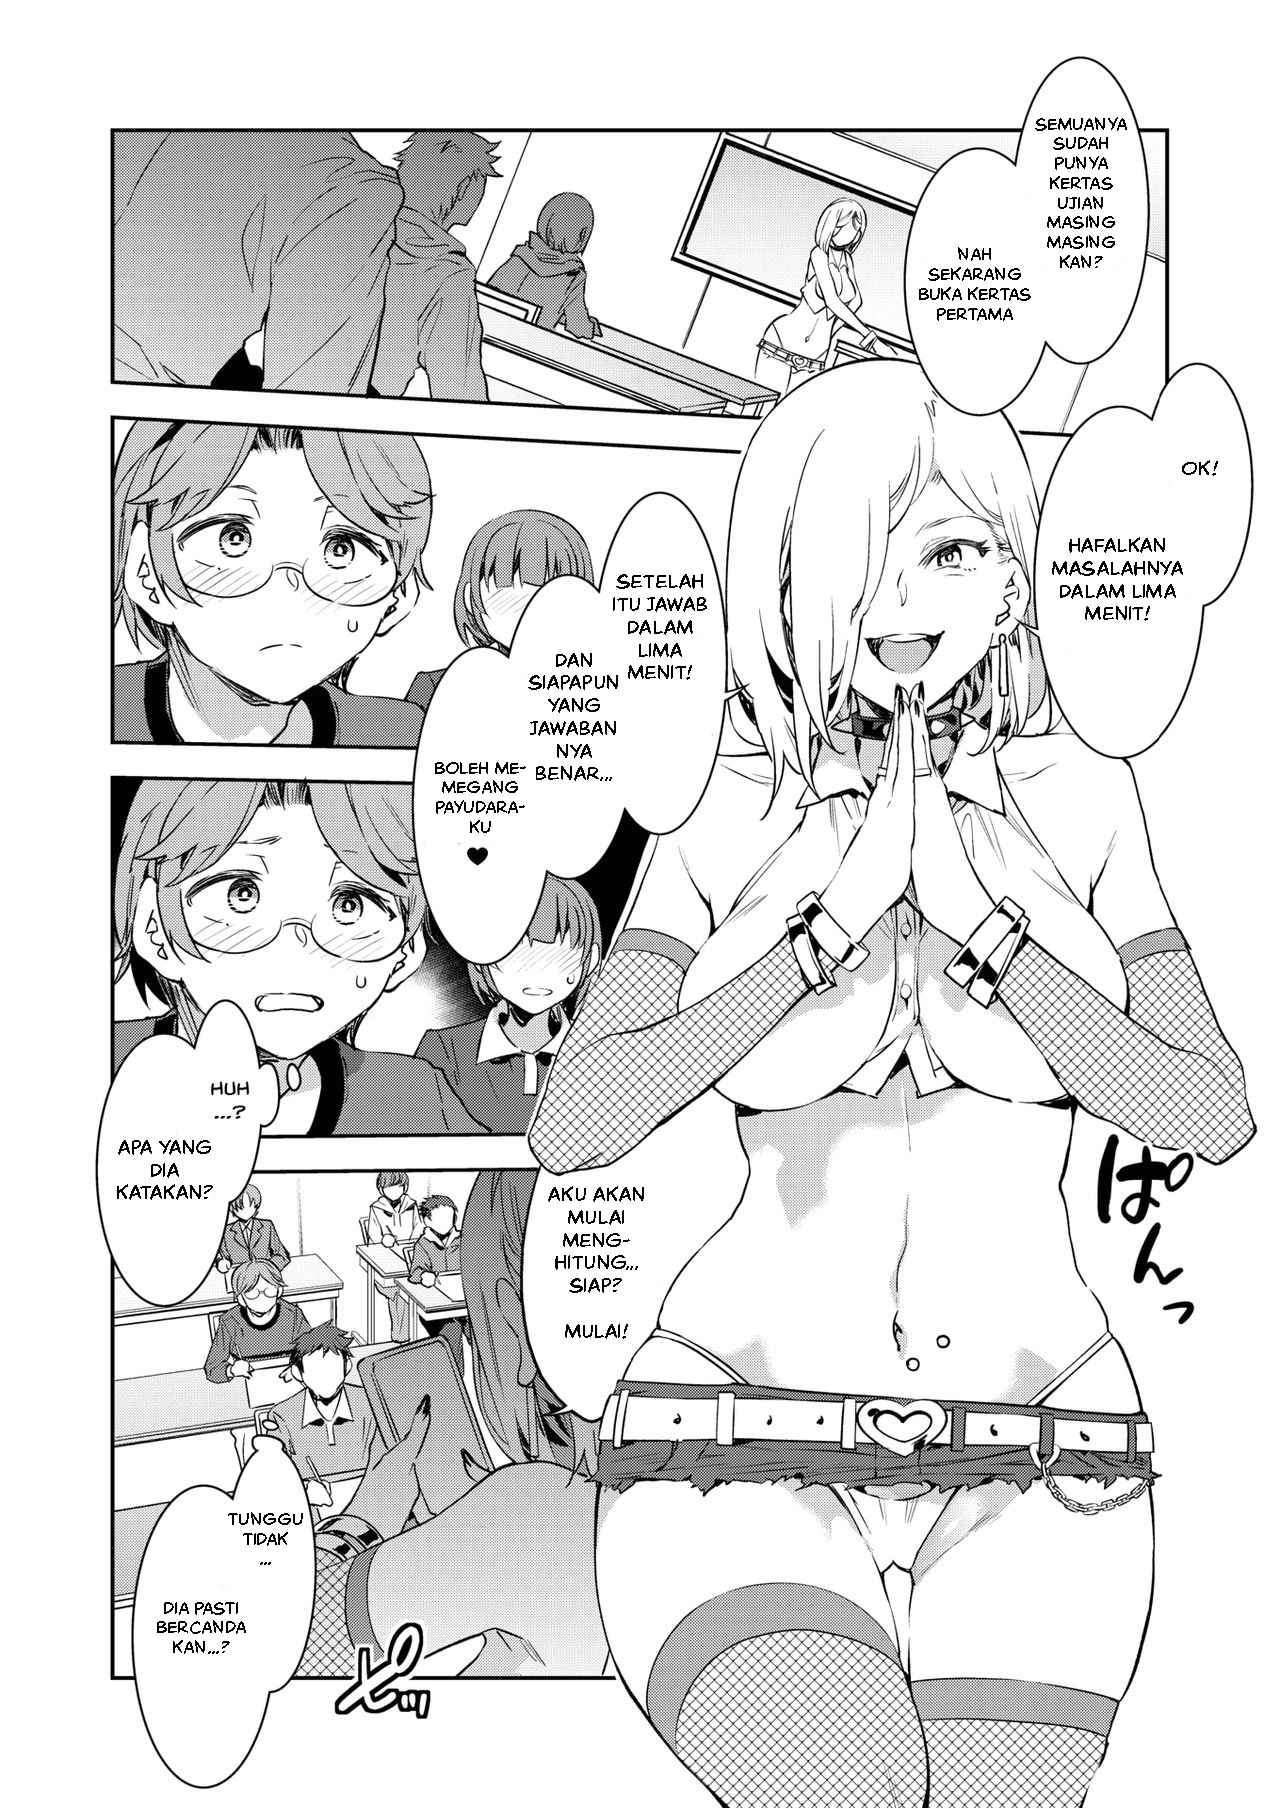 SEMUANYA
SUDAH
PUNYA
KERTAS
UJIAN
MASING
MASING
KAN?
NAH
SEKARANG
BUKA KERTAS
PERTAMA
OK!
HAFALKAN
MASALAHNYA
DALAM LIMA
MENIT!
SETELAH
ITU JAWAB
DALAM
LIMA
MENIT!
DAN
SIAPAPUN
YANG
JAWABAN
NYA
BENAR...
BOLEH ME-
MEGANG
PAYUDARA-
KU
♥
ぱんっ
HUH
...?
APA YANG
DIA
KATAKAN?
AKU AKAN
MULAI
MENG-
HITUNG...
SIAP?
MULAI!
TUNGGU
TIDAK
...
DIA PASTI
BERCANDA
KAN...?
ピッ